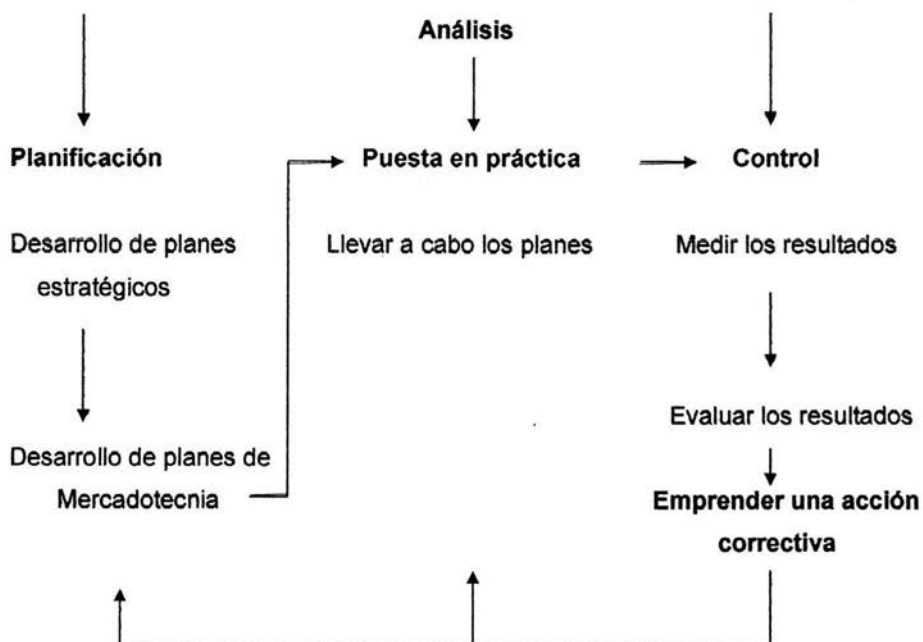 Análisis
Planificación
Desarrollo de planes
estratégicos
Desarrollo de planes de
Mercadotecnia
Puesta en práctica
Llevar a cabo los planes
Control
Medir los resultados
Evaluar los resultados
Emprender una acción
correctiva